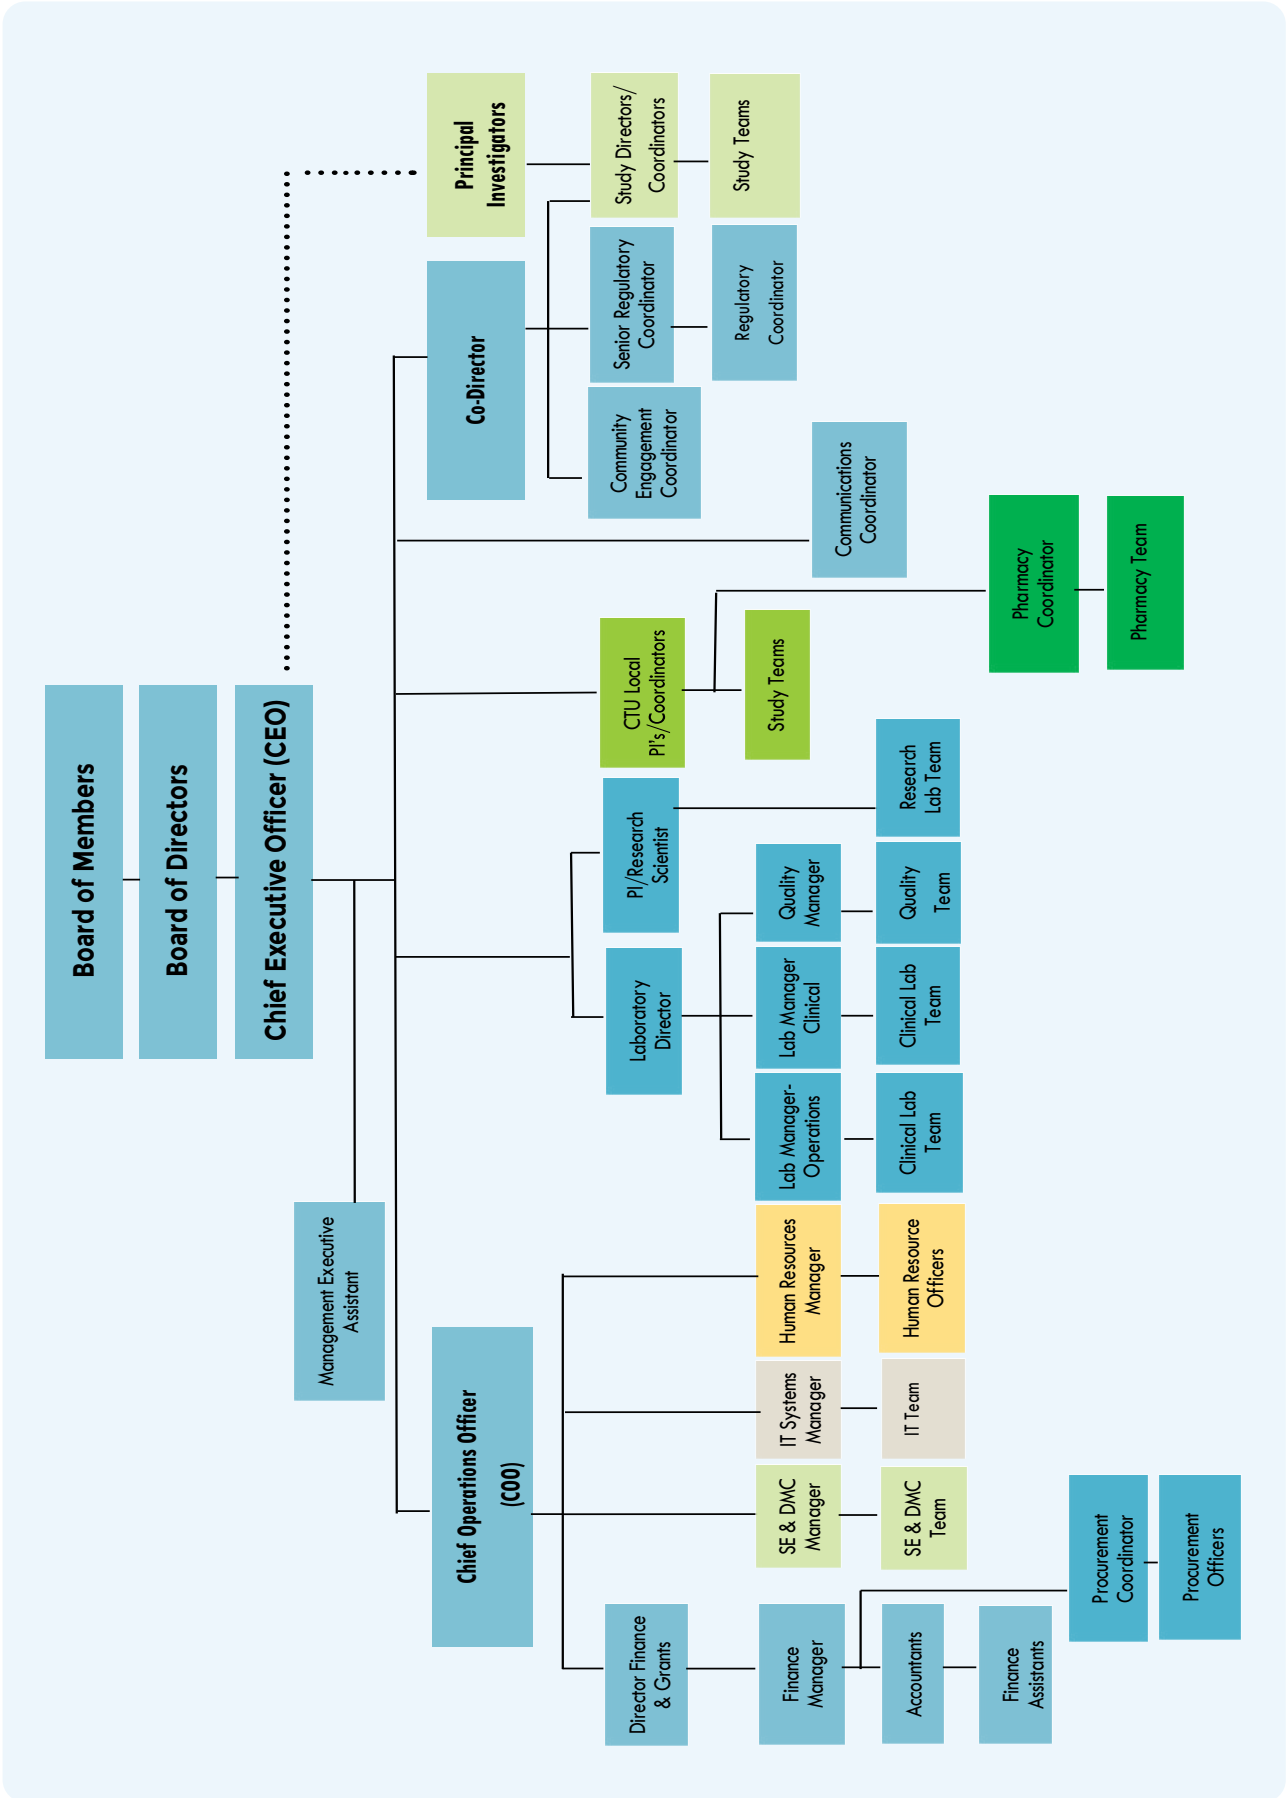 Board of Members
Board of Directors
Chief Executive Officer (CEO)
Management Executive
Assistant
Chief Operations Officer
(COO)
Co-Director
Principal
Investigators
Director Finance
& Grants
Laboratory
Director
PI/Research
Scientist
CTU Local
PI's/Coordinators
Community
Engagement
Coordinator
Senior Regulatory
Coordinator
Study Directors/
Coordinators
Finance
Manager
SE & DMC
Manager
IT Systems
Manager
Human Resources
Manager
Lab Manager-
Operations
Lab Manager
Clinical
Quality
Manager
Study Teams
Communications
Coordinator
Regulatory
Coordinator
Study Teams
Accountants
SE & DMC
Team
IT Team
Human Resource
Officers
Clinical Lab
Team
Clinical Lab
Team
Quality
Team
Research
Lab Team
Finance
Assistants
Procurement
Coordinator
Pharmacy
Coordinator
Procurement
Officers
Pharmacy Team